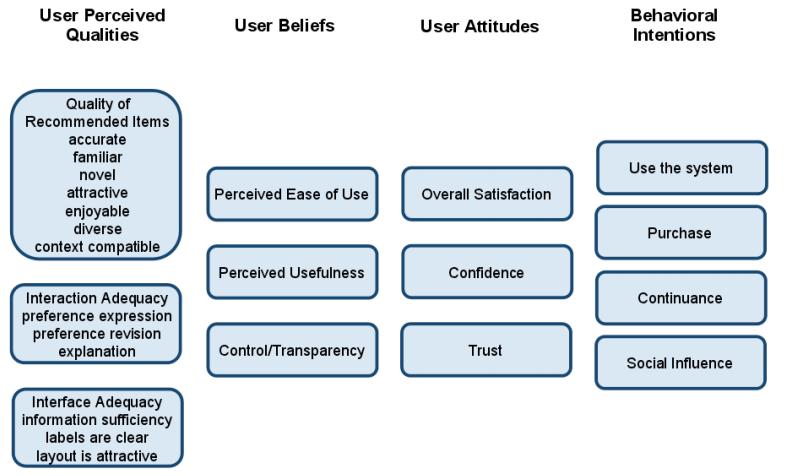 User Perceived
Qualities
User Beliefs
User Attitudes
Behavioral
Intentions
Quality of
Recommended Items
accurate
familiar
novel
attractive
enjoyable
diverse
context compatible
Interaction Adequacy
preference expression
preference revision
explanation
Interface Adequacy
information sufficiency
labels are clear
layout is attractive
Perceived Ease of Use
Perceived Usefulness
Control/Transparency
Overall Satisfaction
Confidence
Trust
Use the system
Purchase
Continuance
Social Influence